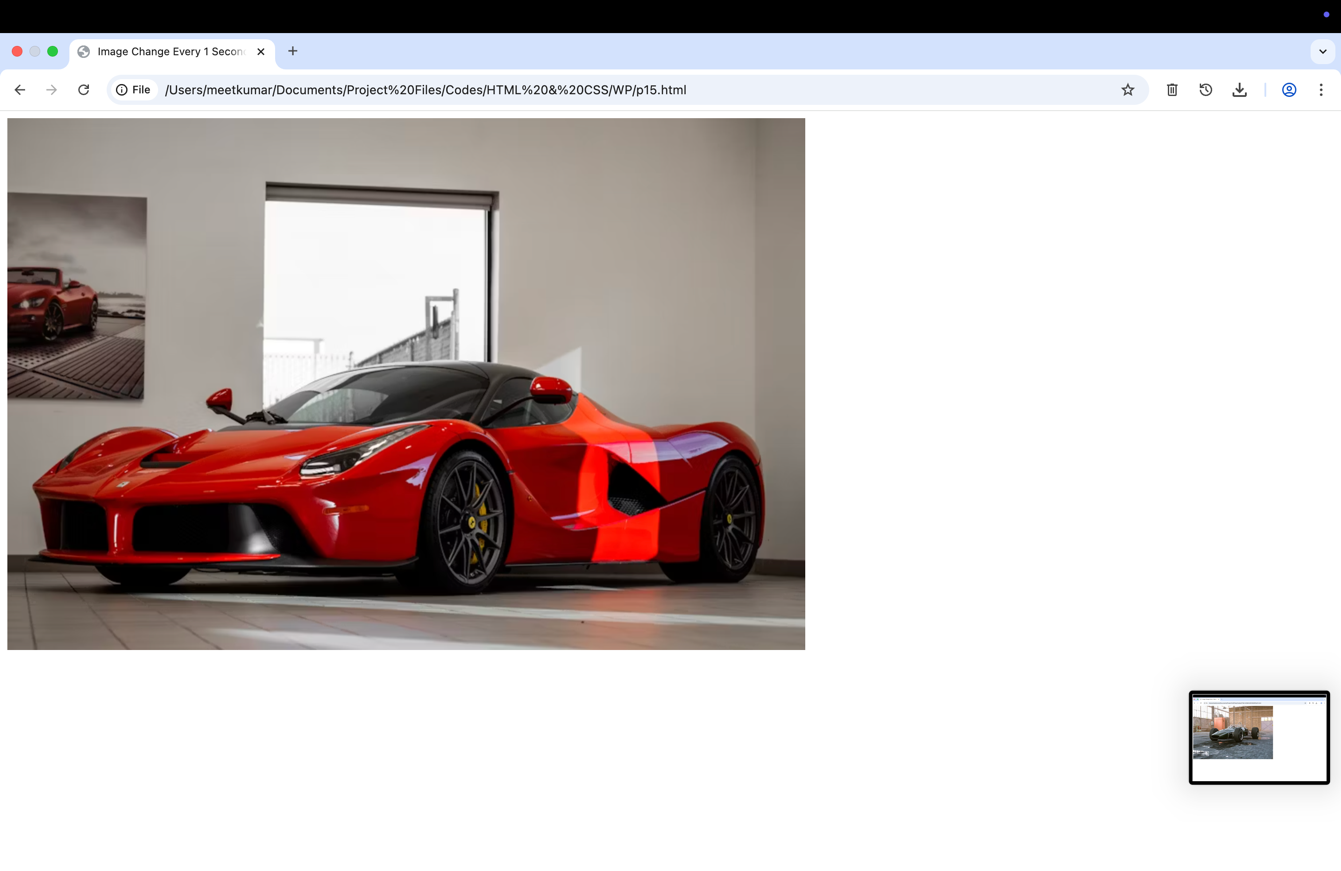 Image Change Every 1 Secon
File
/Users/meetkumar/Documents/Project%20Files/Codes/HTML%20&%20CSS/WP/p15.html